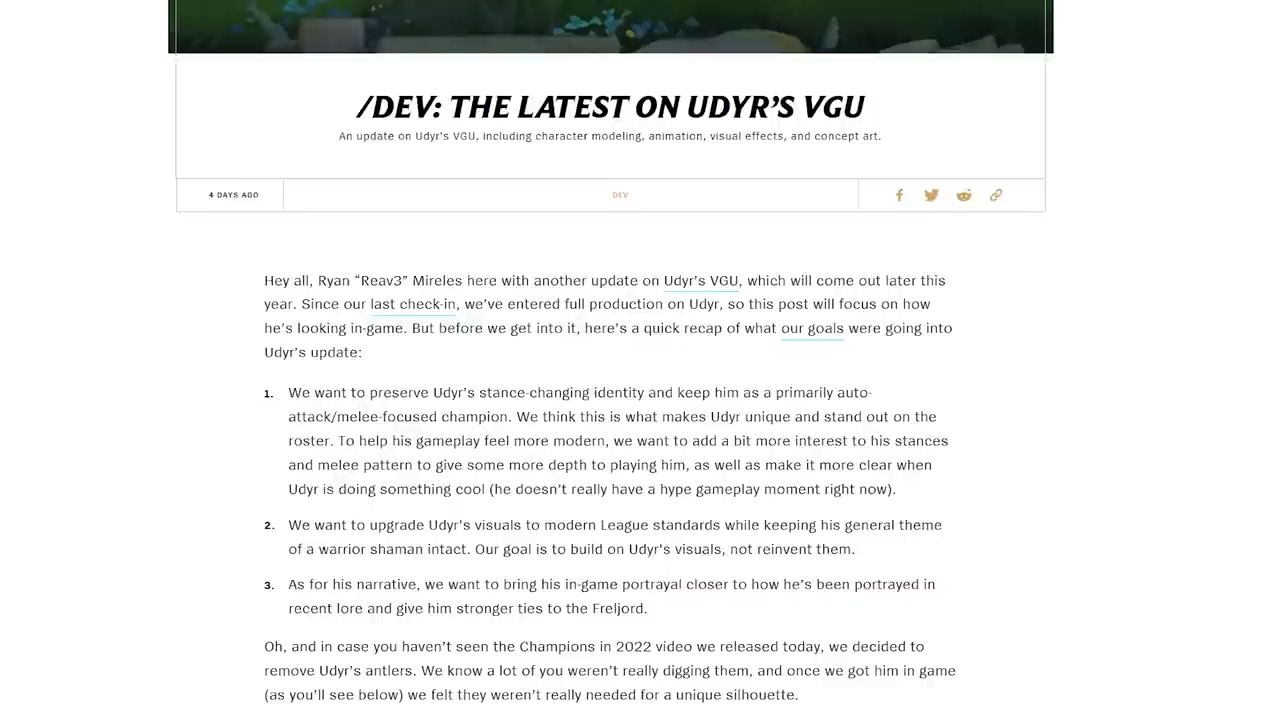 /DEV: THE LATEST ON UDYR'S VGU
An update on Udyr's VGU, including character modeling, animation, visual effects, and concept art.
4 DAYS AGO
DEV
Hey all, Ryan “Reav3” Mireles here with another update on Udyr's VGU, which will come out later this
year. Since our last check-in, we've entered full production on Udyr, so this post will focus on how
he's looking in-game. But before we get into it, here's a quick recap of what our goals were going into
Udyr's update:
1. We want to preserve Udyr's stance-changing identity and keep him as a primarily auto-
attack/melee-focused champion. We think this is what makes Udyr unique and stand out on the
roster. To help his gameplay feel more modern, we want to add a bit more interest to his stances
and melee pattern to give some more depth to playing him, as well as make it more clear when
Udyr is doing something cool (he doesn't really have a hype gameplay moment right now).
2. We want to upgrade Udyr's visuals to modern League standards while keeping his general theme
of a warrior shaman intact. Our goal is to build on Udyr's visuals, not reinvent them.
3. As for his narrative, we want to bring his in-game portrayal closer to how he's been portrayed in
recent lore and give him stronger ties to the Freljord.
Oh, and in case you haven't seen the Champions in 2022 video we released today, we decided to
remove Udyr's antlers. We know a lot of you weren't really digging them, and once we got him in game
(as you'll see below) we felt they weren't really needed for a unique silhouette.